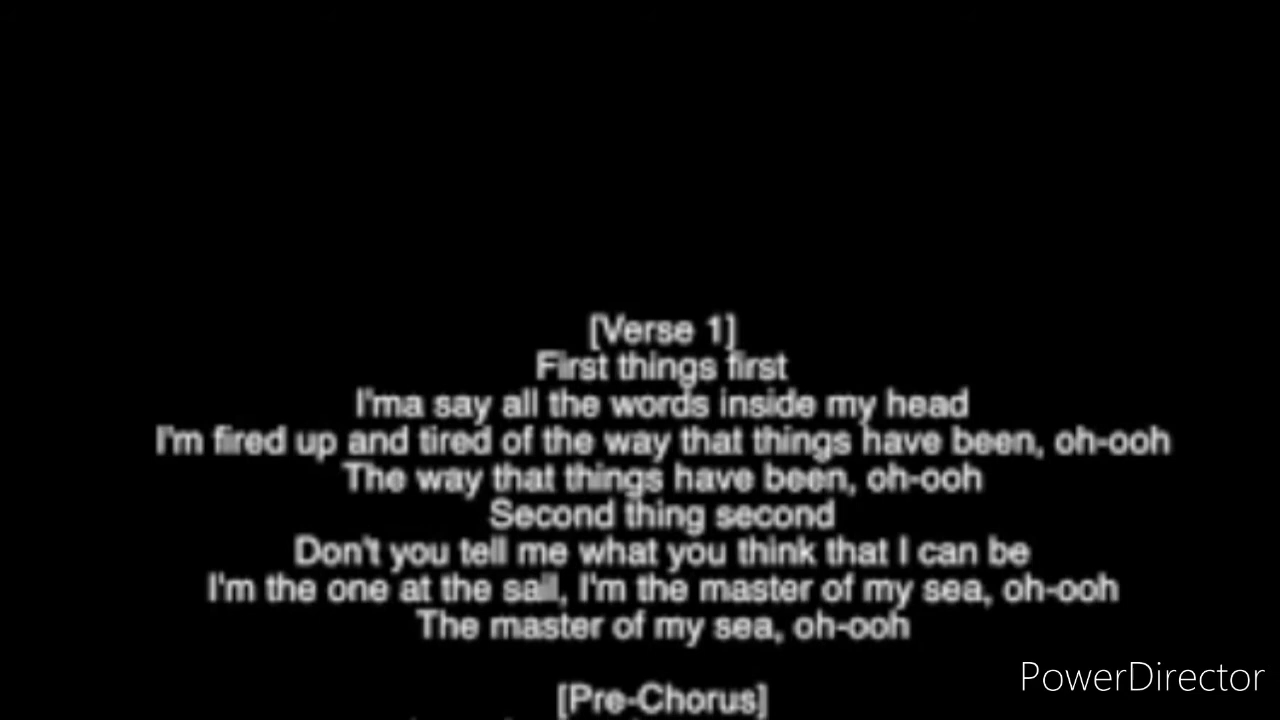 [Verse 1]
First things first
I'ma say all the words inside my head
I'm fired up and tired of the way that things have been, oh-ooh
The way that things have been, oh-ooh
Second thing second
Don't you tell me what you think that I can be
I'm the one at the sail, I'm the master of my sea, oh-ooh
The master of my sea, oh-ooh
[Pre-Chorus]
PowerDirector